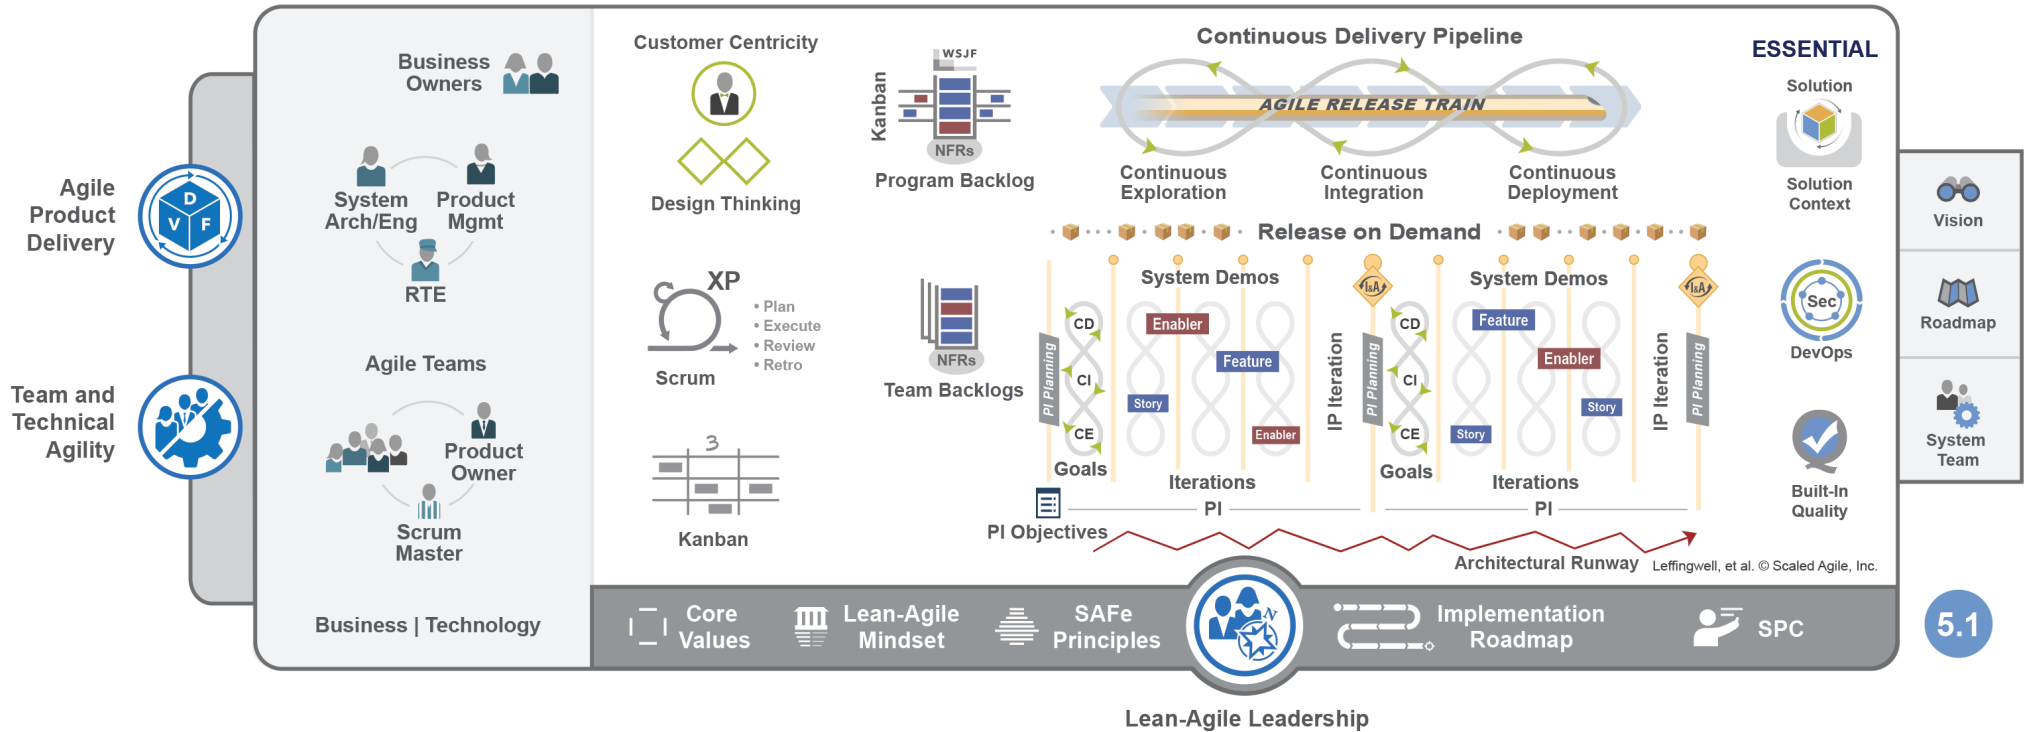 Agile
Product
Delivery
D
V F
Team and
Technical
Agility
Business
Owners
System
Arch/Eng
Product
Mgmt
RTE
Agile Teams
Product
Owner
Scrum
Master
Business | Technology
Customer Centricity
Design Thinking
XP
• Plan
• Execute
• Review
• Retro
Scrum
3
Kanban
WSJF
Kanban
NFRs
Program Backlog
NFRs
Team Backlogs
Continuous Delivery Pipeline
AGILE RELEASE TRAIN
Continuous
Exploration
Continuous
Integration
Continuous
Deployment
Release on Demand
System Demos
I&A
System Demos
I&A
PI Planning
CD
CI
CE
Goals
Enabler
Feature
Story
Enabler
Iterations
IP Iteration
PI Planning
CD
CI
CE
Goals
Feature
Enabler
Story
Story
Iterations
IP Iteration
PI Planning
PI Objectives
PI
PI
Architectural Runway
Leffingwell, et al. © Scaled Agile, Inc.
ESSENTIAL
Solution
Solution
Context
Sec
DevOps
Built-In
Quality
Vision
Roadmap
System
Team
Core
Values
Lean-Agile
Mindset
SAFe
Principles
N
Implementation
Roadmap
SPC
5.1
Lean-Agile Leadership